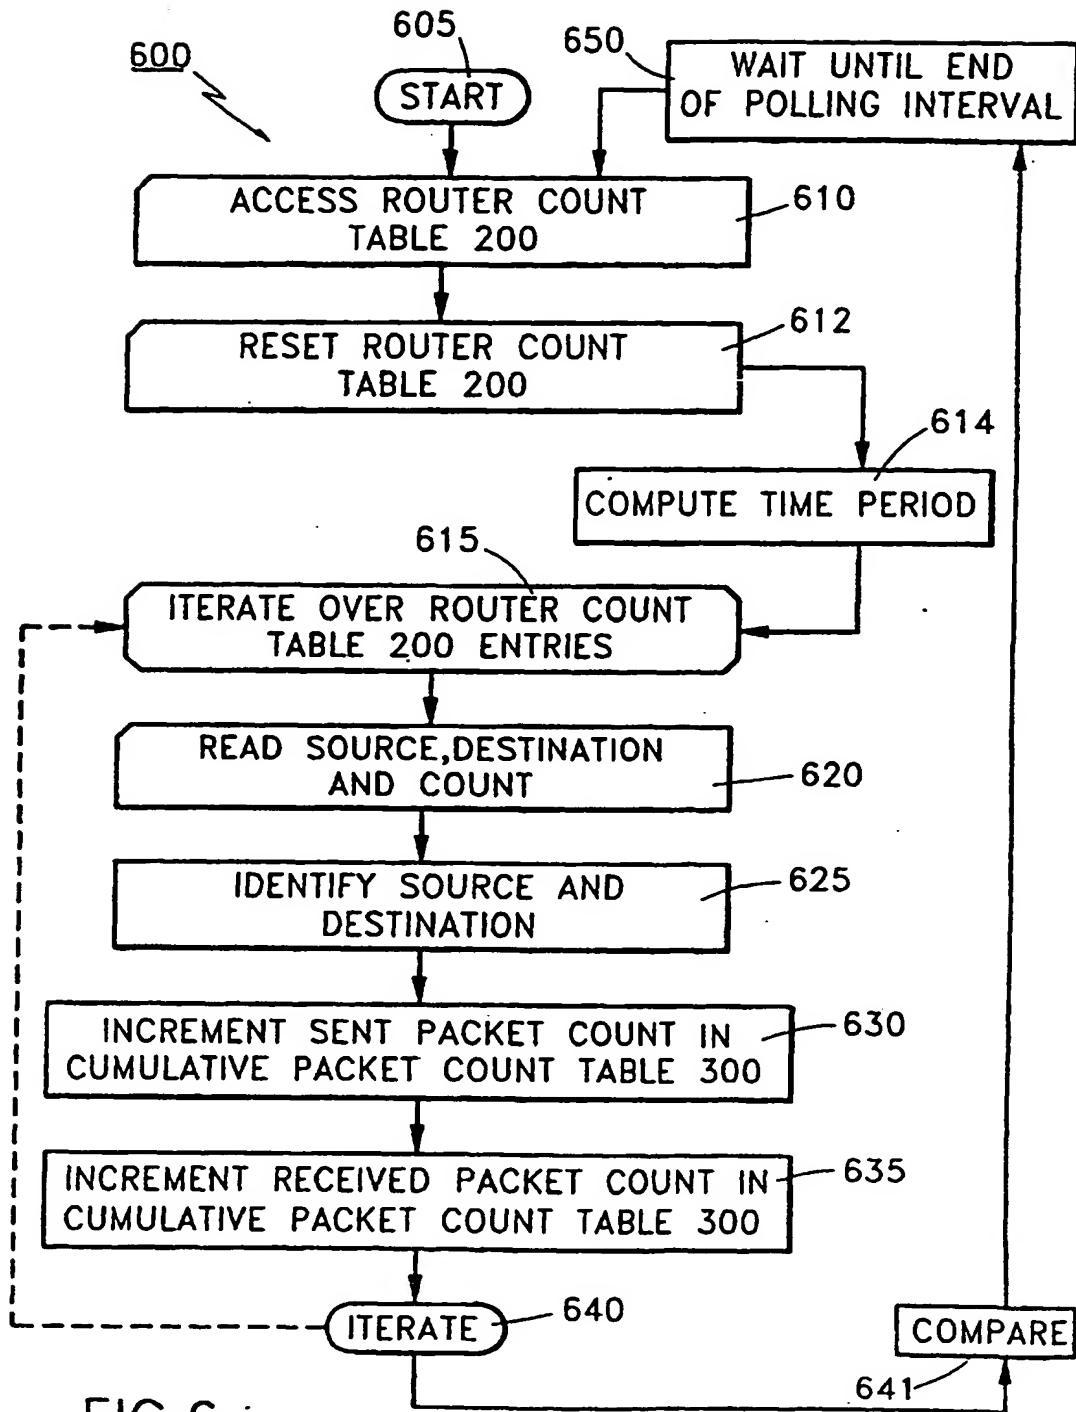 600
605
START
650
WAIT UNTIL END
OF POLLING INTERVAL
ACCESS ROUTER COUNT
TABLE 200
610
RESET ROUTER COUNT
TABLE 200
612
614
COMPUTE TIME PERIOD
615
ITERATE OVER ROUTER COUNT
TABLE 200 ENTRIES
READ SOURCE,DESTINATION
AND COUNT
620
IDENTIFY SOURCE AND
DESTINATION
625
INCREMENT SENT PACKET COUNT IN
CUMULATIVE PACKET COUNT TABLE 300
630
INCREMENT RECEIVED PACKET COUNT IN
CUMULATIVE PACKET COUNT TABLE 300
635
ITERATE
640
COMPARE
641
FIG.6